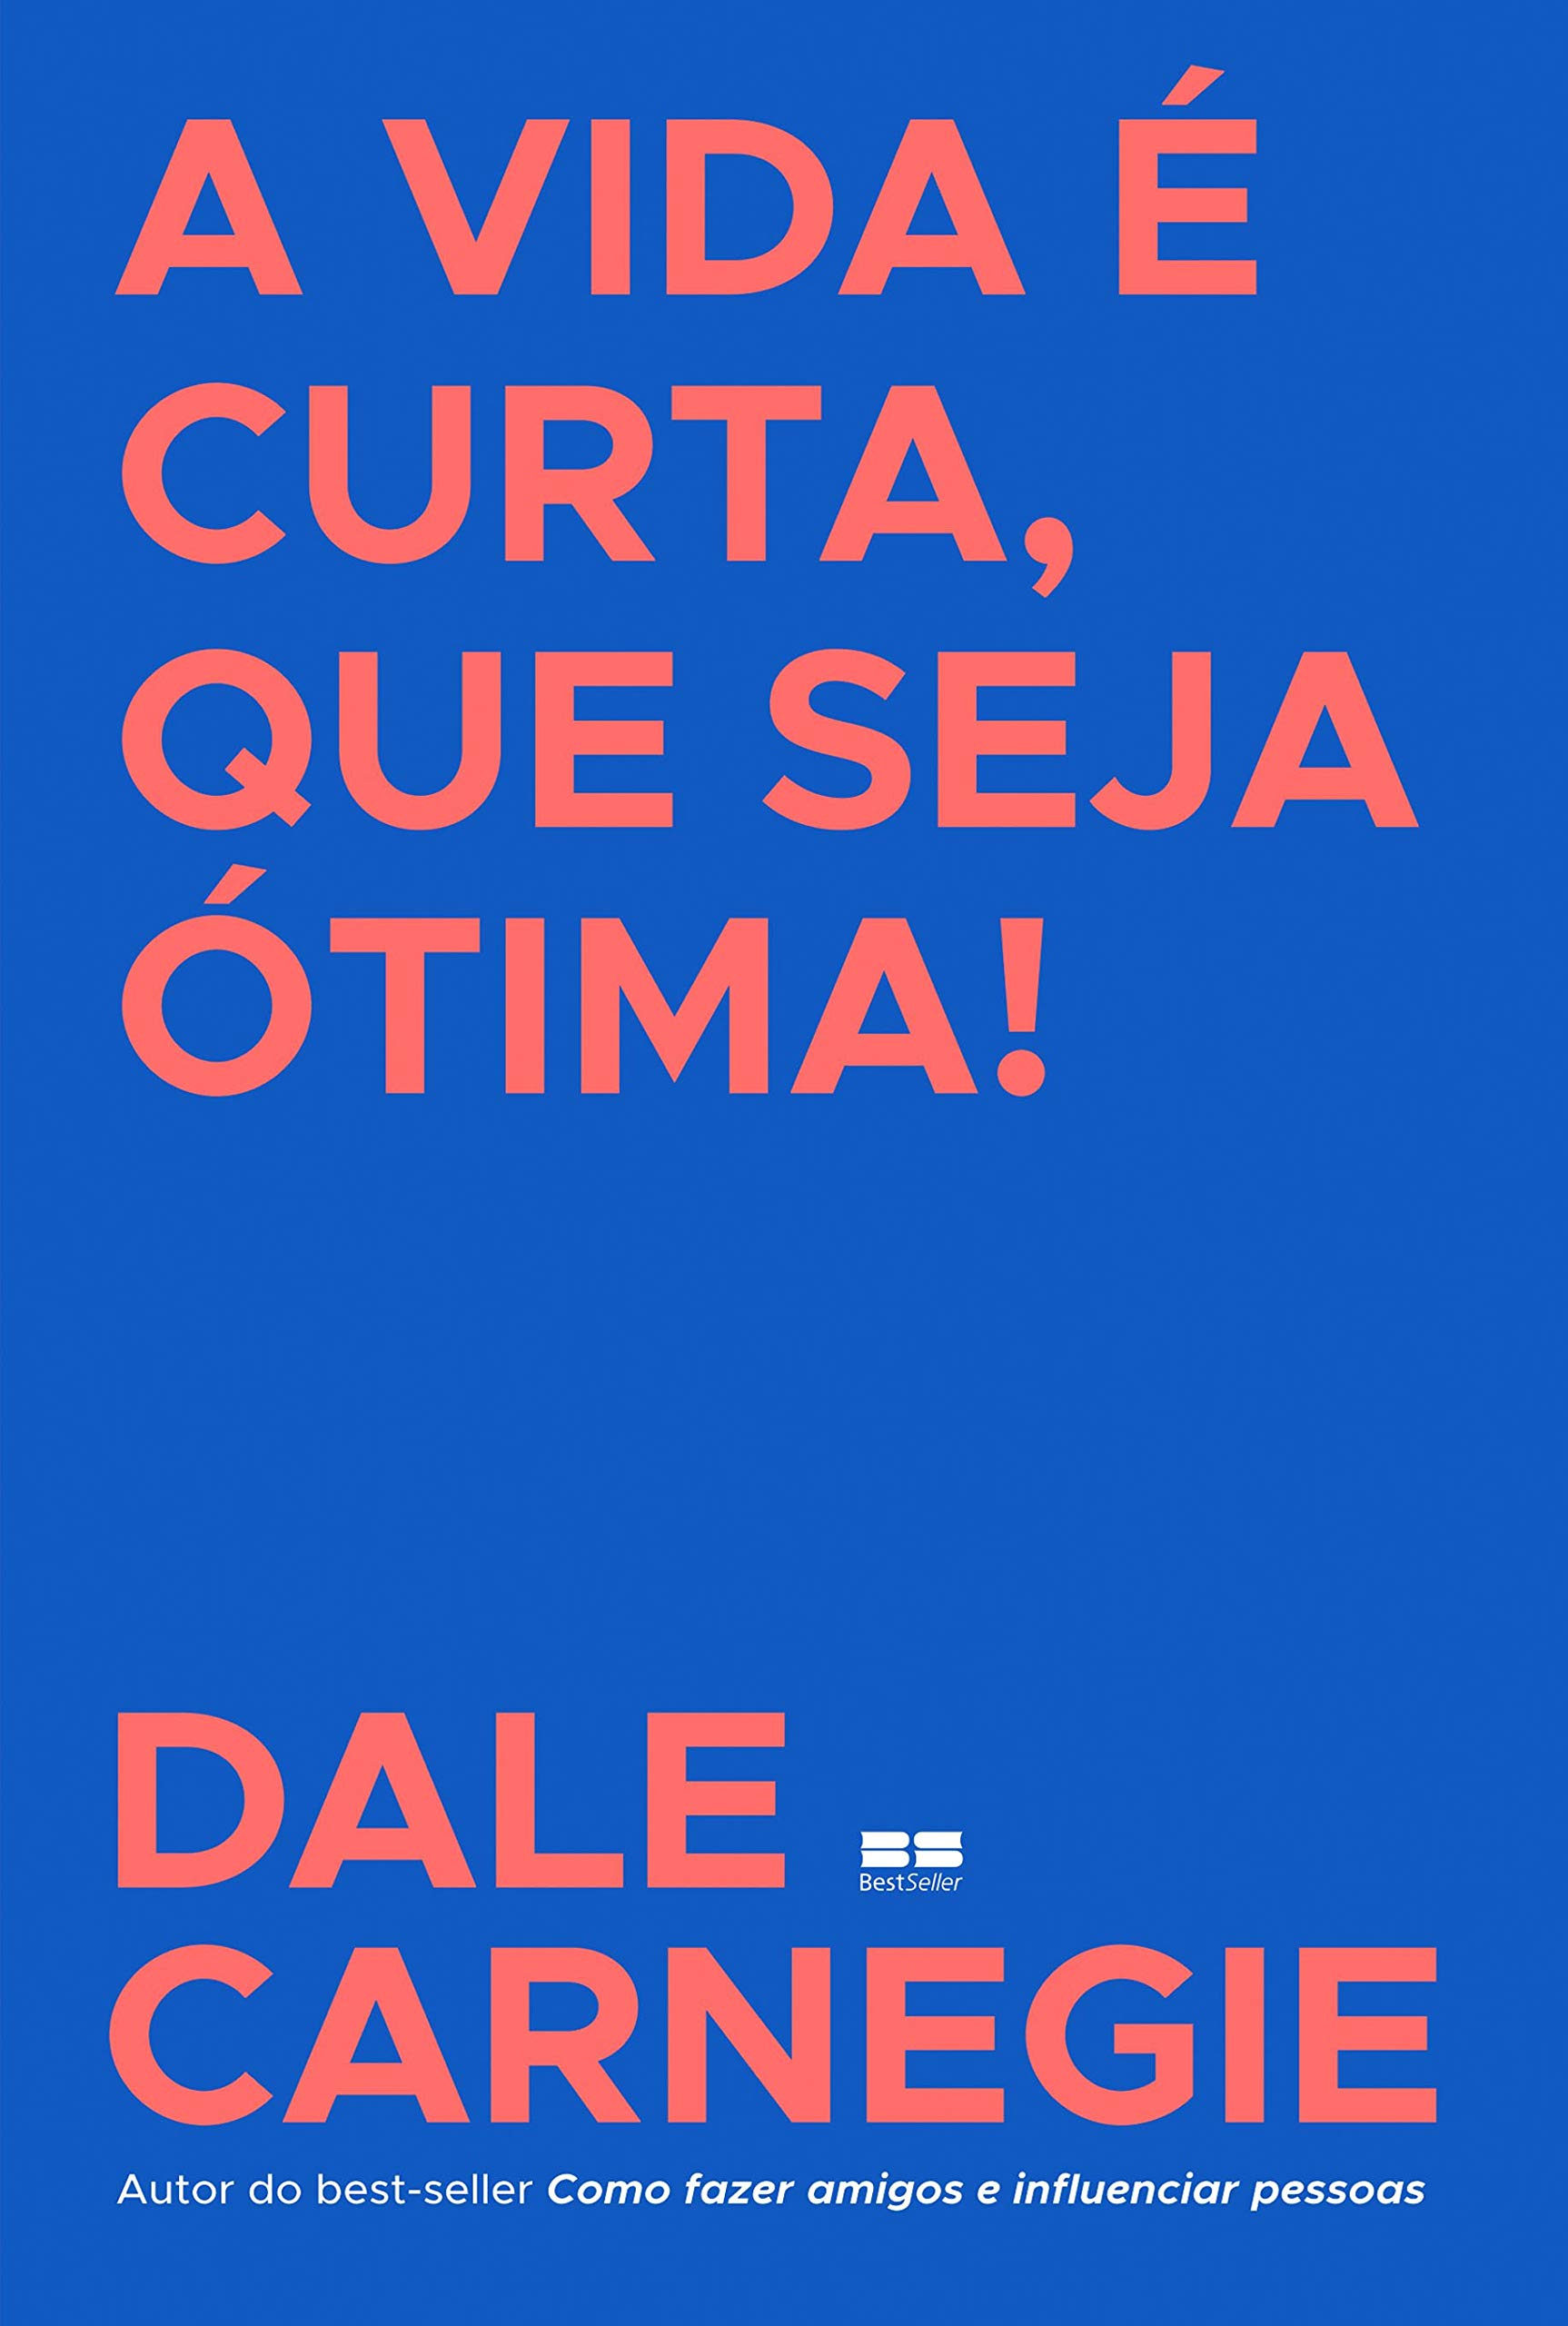 A VIDA É
CURTA,
QUE SEJA
ÓTIMA!
DALE
BS
BestSeller
CARNEGIE
Autor do best-seller Como fazer amigos e influenciar pessoas